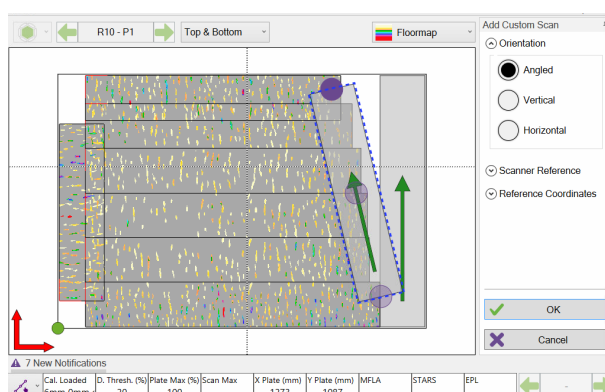 R10 - P1
Top & Bottom
Floormap
Add Custom Scan
Orientation
Angled
Vertical
Horizontal
Scanner Reference
Reference Coordinates
OK
Cancel
7 New Notifications
Cal. Loaded D. Thresh. (%) Plate Max (%) Scan Max X Plate (mm) Y Plate (mm) MFLA STARS EPL